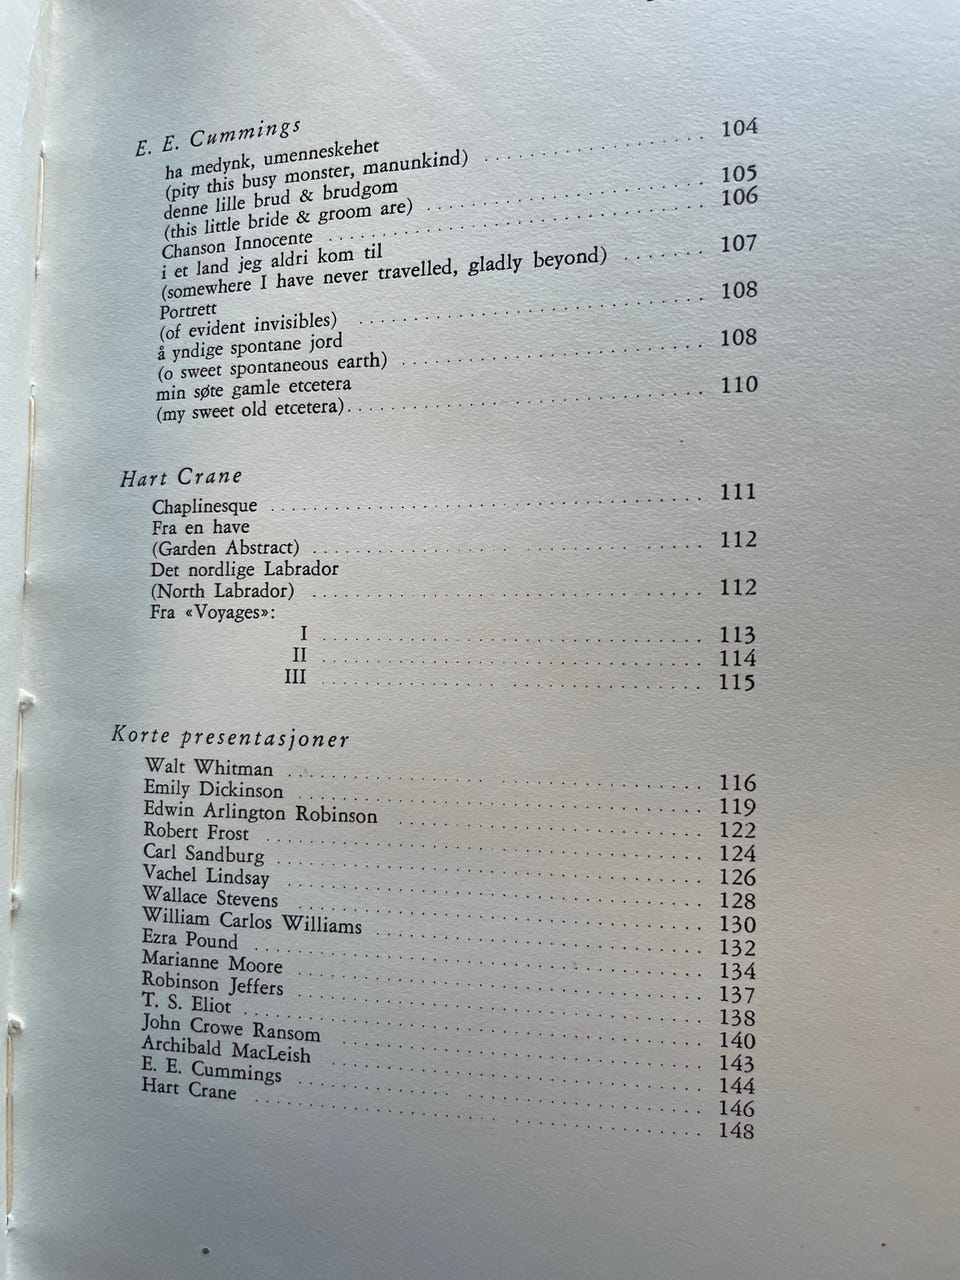 E. E. Cummings
ha medynk, umenneskehet
(pity this busy monster, manunkind) .......................... 104
denne lille brud & brudgom
(this little bride & groom are) .......................... 105
Chanson Innocente .......................... 106
i et land jeg aldri kom til
(somewhere I have never travelled, gladly beyond) ....... 107
Portrett
(of evident invisibles) .......................... 108
å yndige spontane jord
(o sweet spontaneous earth) .......................... 108
min søte gamle etcetera
(my sweet old etcetera) .......................... 110
Hart Crane
Chaplinesque .......................... 111
Fra en have
(Garden Abstract) .......................... 112
Det nordlige Labrador
(North Labrador) .......................... 112
Fra «Voyages»:
I .......................... 113
II .......................... 114
III .......................... 115
Korte presentasjoner
Walt Whitman .......................... 116
Emily Dickinson .......................... 119
Edwin Arlington Robinson .......................... 122
Robert Frost .......................... 124
Carl Sandburg .......................... 126
Vachel Lindsay .......................... 128
Wallace Stevens .......................... 130
William Carlos Williams .......................... 132
Ezra Pound .......................... 134
Marianne Moore .......................... 137
Robinson Jeffers .......................... 138
T. S. Eliot .......................... 140
John Crowe Ransom .......................... 143
Archibald MacLeish .......................... 144
E. E. Cummings .......................... 146
Hart Crane .......................... 148